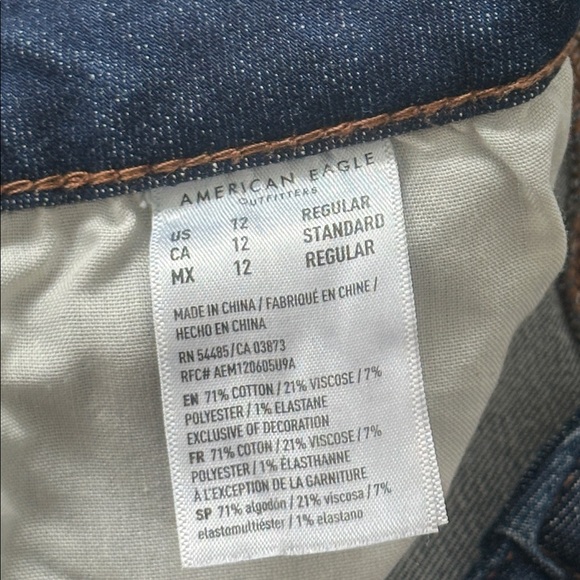 AMERICAN EAGLE
OUTFITTERS
US 12 REGULAR
CA 12 STANDARD
MX 12 REGULAR
MADE IN CHINA / FABRIQUÉ EN CHINE /
HECHO EN CHINA
RN 54485/CA 03873
RFC# AEM120605U9A
EN 71% COTTON / 21% VISCOSE / 7%
POLYESTER / 1% ELASTANE
EXCLUSIVE OF DECORATION
FR 71% COTON / 21% VISCOSE / 7%
POLYESTER / 1% ÉLASTHANNE
À L'EXCEPTION DE LA GARNITURE
SP 71% algodón / 21% viscosa / 7%
elastomultiéster / 1% elastano